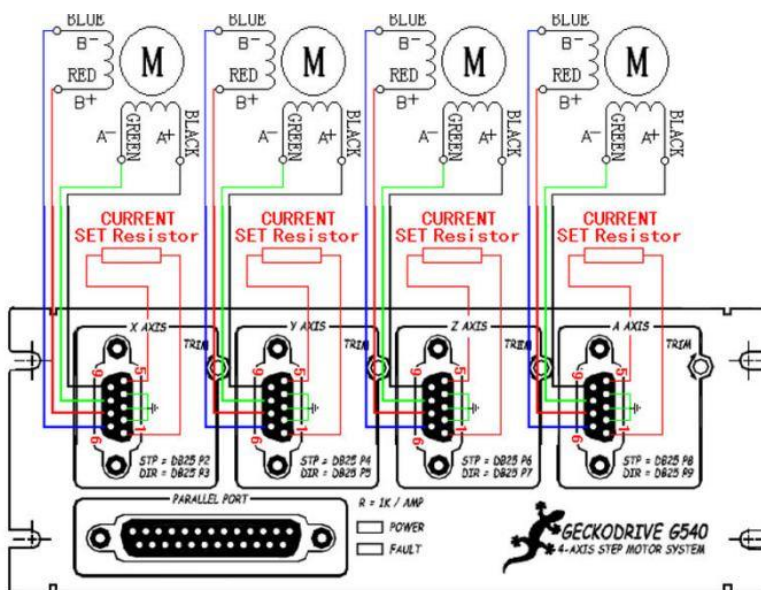 BLUE BLUE BLUE BLUE
B- B- B- B-
M M M M
RED RED RED RED
B+ B+ B+ B+
A- GREEN A+ BLACK A- GREEN A+ BLACK A- GREEN A+ BLACK A- GREEN A+ BLACK
CURRENT CURRENT CURRENT CURRENT
SET Resistor SET Resistor SET Resistor SET Resistor
X AXIS Y AXIS Z AXIS A AXIS
TRIM TRIM TRIM TRIM
9 5 9 5 9 5 9 5
6 1 6 1 6 1 6 1
STP = DB25 P2 STP = DB25 P4 STP = DB25 P6 STP = DB25 P8
DIR = DB25 P3 DIR = DB25 P5 DIR = DB25 P7 DIR = DB25 P9
PARALLEL PORT R = 1K / AMP
POWER
FAULT
GECKODRIVE G540
4-AXIS STEP MOTOR SYSTEM